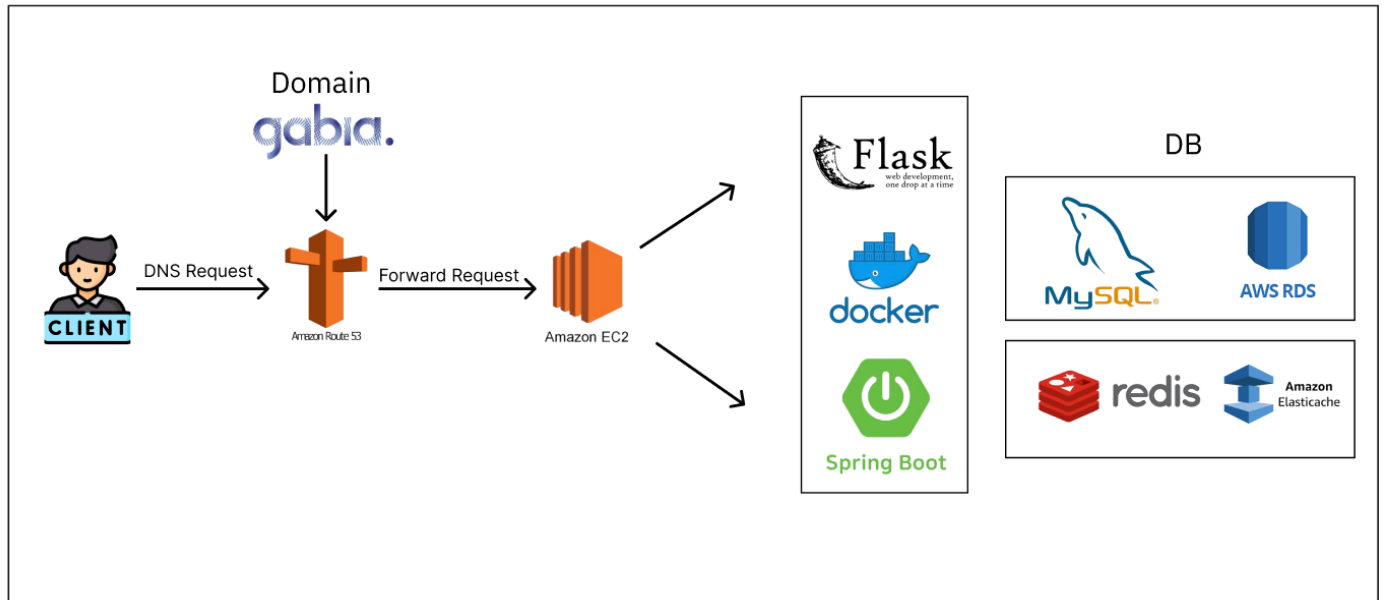 Domain
gabia.
DNS Request
CLIENT
Amazon Route 53
Forward Request
Amazon EC2
Flask
web development,
one drop at a time
docker
Spring Boot
DB
MySQL®
AWS RDS
redis
Amazon
Elasticache